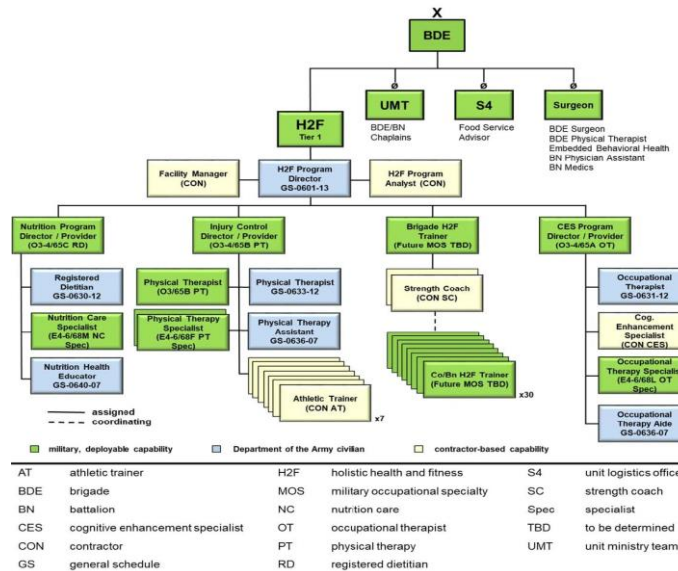 X
BDE
H2F
Tier 1
UMT
BDE/BN
Chaplains
S4
Food Service
Advisor
Surgeon
BDE Surgeon
BDE Physical Therapist
Embedded Behavioral Health
BN Physician Assistant
BN Medics
Facility Manager
(CON)
H2F Program
Director
GS-0601-13
H2F Program
Analyst (CON)
Nutrition Program
Director / Provider
(O3-4/65C RD)
Injury Control
Director / Provider
(O3-4/65B PT)
Brigade H2F
Trainer
(Future MOS TBD)
CES Program
Director / Provider
(O3-4/65A OT)
Registered
Dietitian
GS-0630-12
Nutrition Care
Specialist
(E4-6/68M NC
Spec)
Nutrition Health
Educator
GS-0640-07
Physical Therapist
(O3/65B PT)
Physical Therapist
GS-0633-12
Physical Therapy
Specialist
(E4-6/68F PT
Spec)
Physical Therapy
Assistant
GS-0636-07
Athletic Trainer
(CON AT)
x7
Strength Coach
(CON SC)
Co/Bn H2F Trainer
(Future MOS TBD)
x30
Occupational
Therapist
GS-0631-12
Cog.
Enhancement
Specialist
(CON CES)
Occupational
Therapy Specialist
(E4-6/68L OT
Spec)
Occupational
Therapy Aide
GS-0636-07
assigned
coordinating
military, deployable capability
Department of the Army civilian
contractor-based capability
AT athletic trainer H2F holistic health and fitness S4 unit logistics office
BDE brigade MOS military occupational specialty SC strength coach
BN battalion NC nutrition care Spec specialist
CES cognitive enhancement specialist OT occupational therapist TBD to be determined
CON contractor PT physical therapy UMT unit ministry team
GS general schedule RD registered dietitian